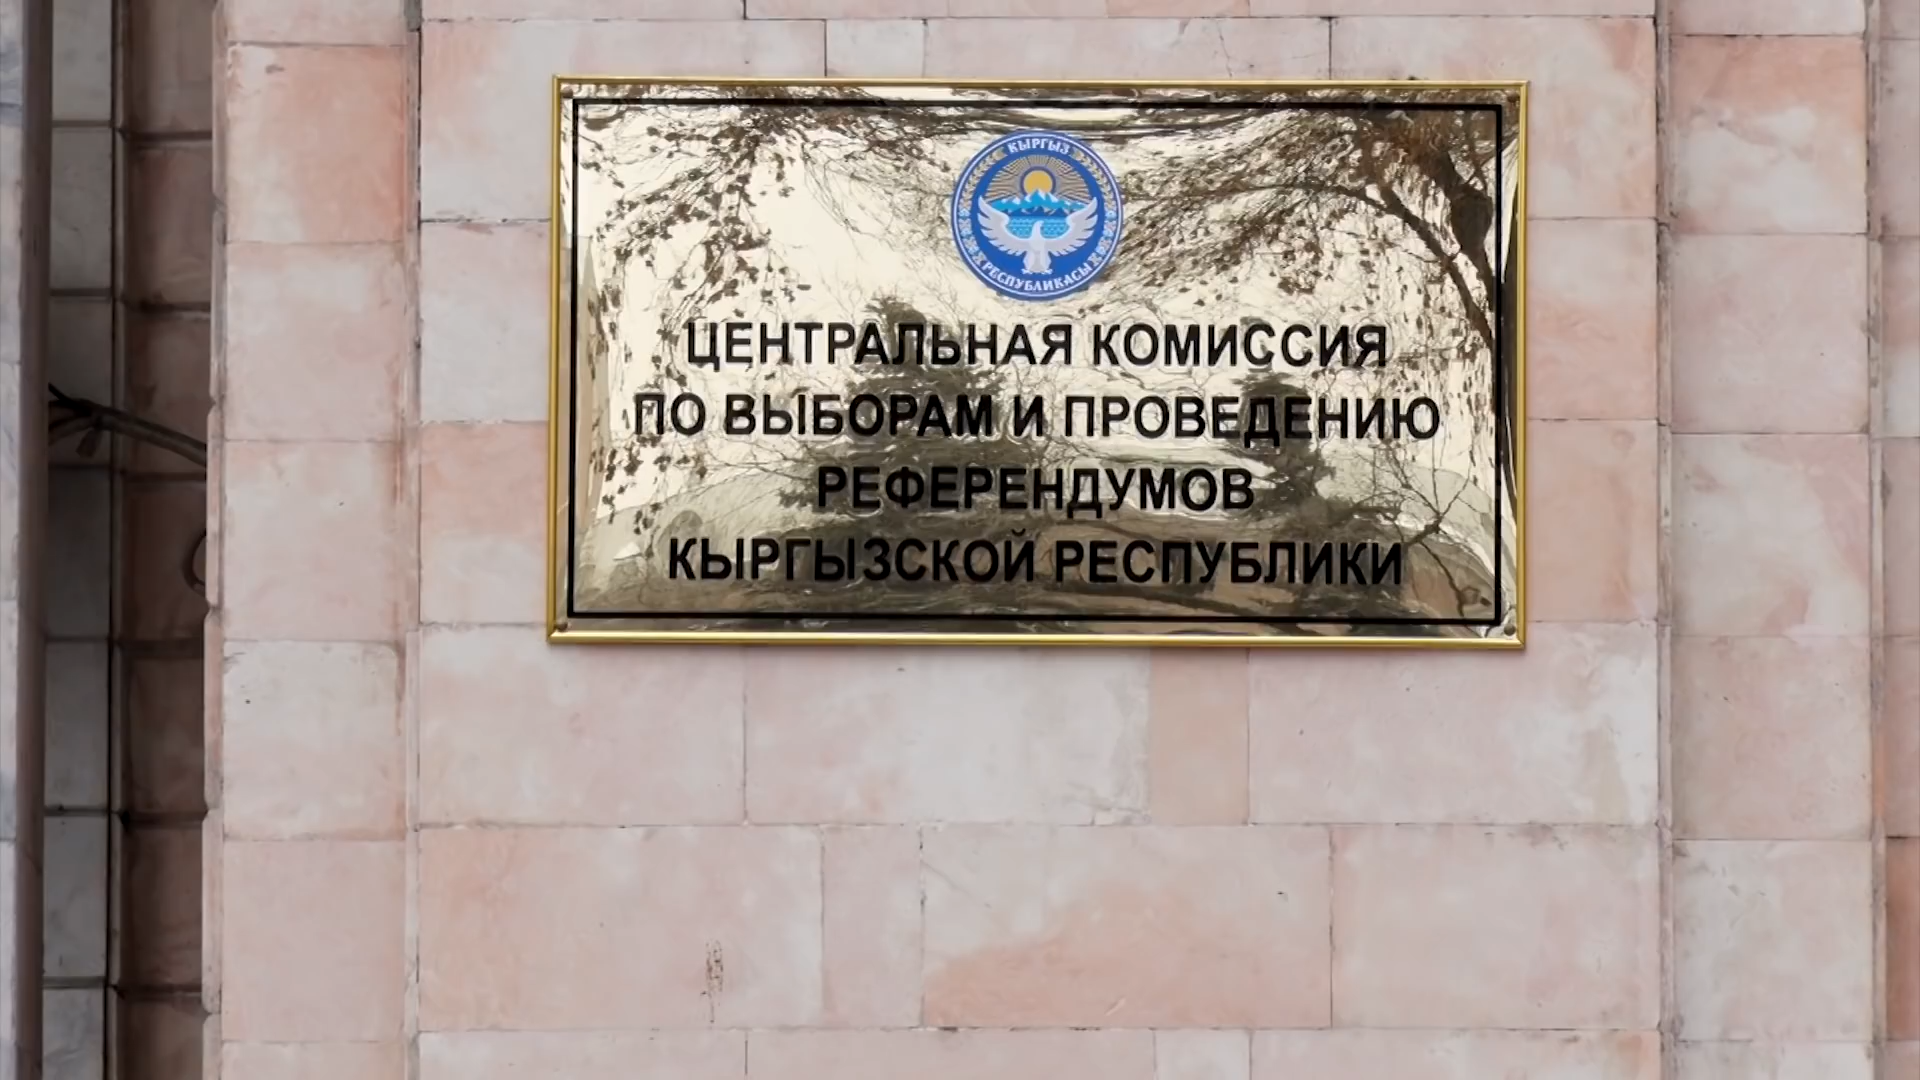 КЫРГЫЗ
РЕСПУБЛИКАСЫ
ЦЕНТРАЛЬНАЯ КОМИССИЯ
ПО ВЫБОРАМ И ПРОВЕДЕНИЮ
РЕФЕРЕНДУМОВ
КЫРГЫЗСКОЙ РЕСПУБЛИКИ